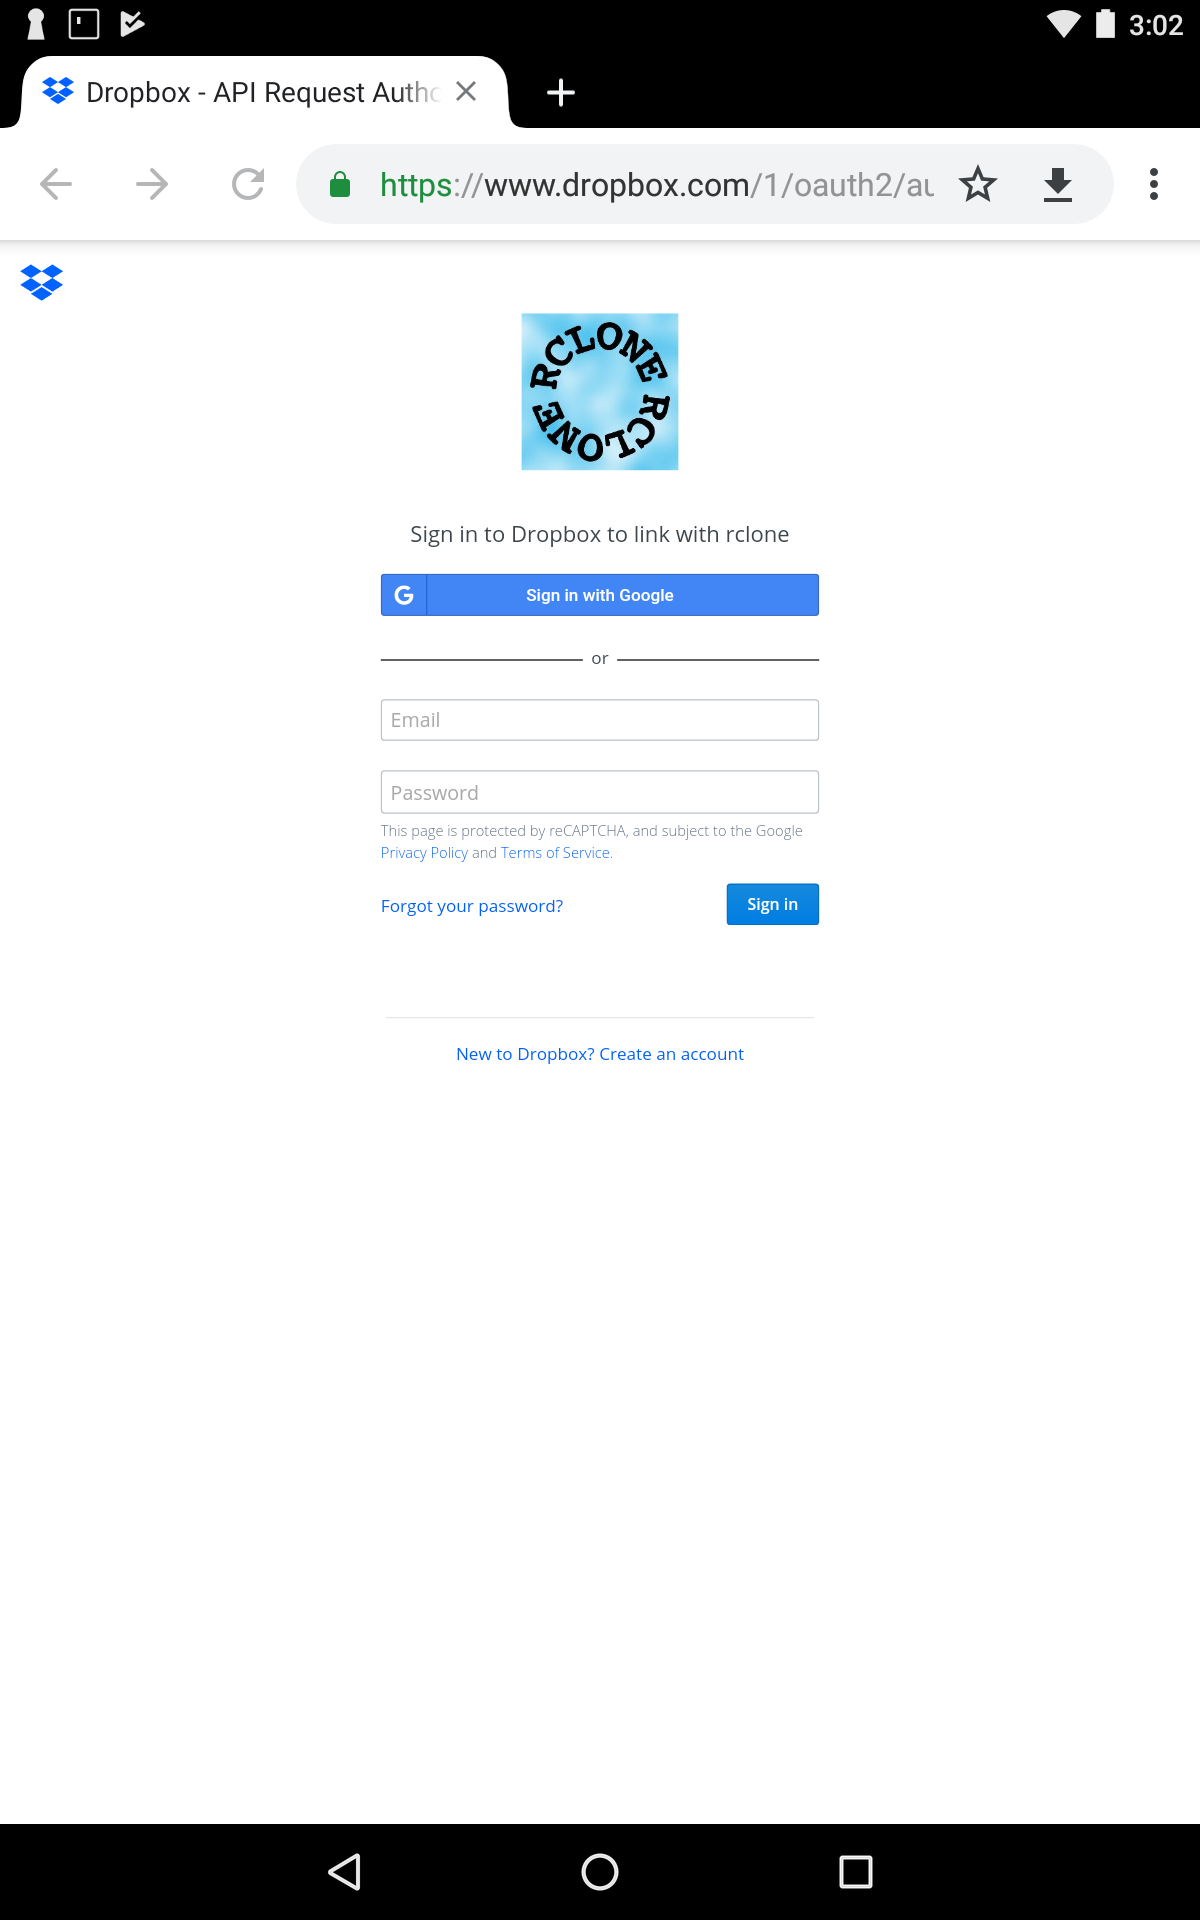 3:02
Dropbox - API Request Autho
https://www.dropbox.com/1/oauth2/au
RCLONE RCLONE
Sign in to Dropbox to link with rclone
G Sign in with Google
or
Email
Password
This page is protected by reCAPTCHA, and subject to the Google
Privacy Policy and Terms of Service.
Forgot your password?
Sign in
New to Dropbox? Create an account